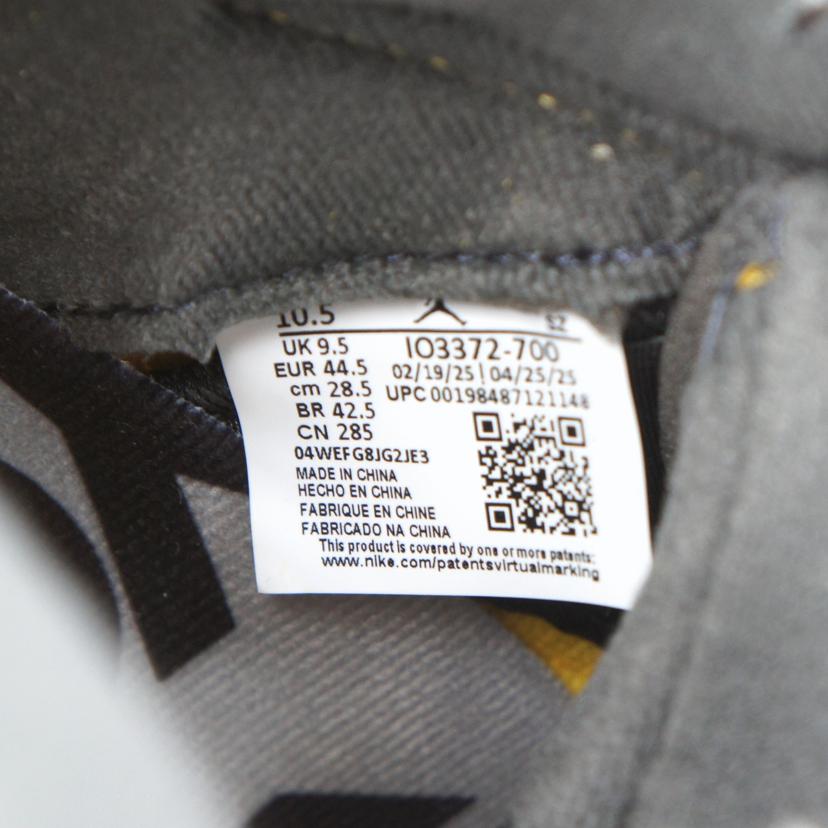 10.5
UK 9.5
EUR 44.5
cm 28.5
BR 42.5
CN 285
IO3372-700
02/19/25 | 04/25/25
UPC 00198487121148
04WEFG8JG2JE3
MADE IN CHINA
HECHO EN CHINA
FABRIQUE EN CHINE
FABRICADO NA CHINA
This product is covered by one or more patents:
www.nike.com/patentsvirtualmarking